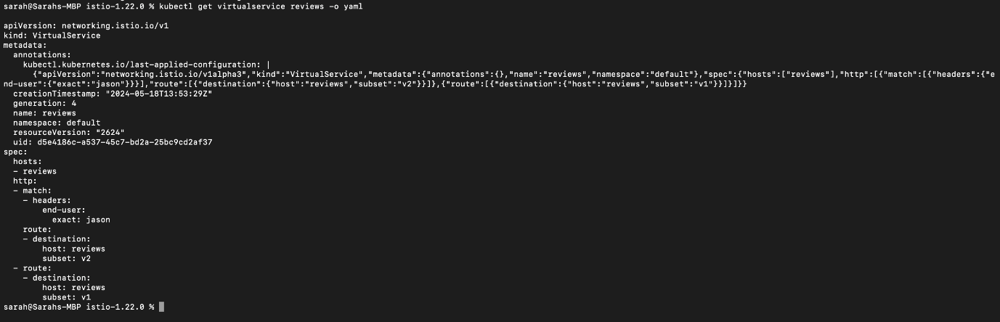 sarah@Sarahs-MBP istio-1.22.0 % kubectl get virtualservice reviews -o yaml

apiVersion: networking.istio.io/v1
kind: VirtualService
metadata:
  annotations:
    kubectl.kubernetes.io/last-applied-configuration: |
      {"apiVersion":"networking.istio.io/v1alpha3","kind":"VirtualService","metadata":{"annotations":{},"name":"reviews","namespace":"default"},"spec":{"hosts":["reviews"],"http":[{"match":[{"headers":{"e
nd-user":{"exact":"jason"}}}],"route":[{"destination":{"host":"reviews","subset":"v2"}}]},{"route":[{"destination":{"host":"reviews","subset":"v1"}}]}]}}
  creationTimestamp: "2024-05-18T13:53:29Z"
  generation: 4
  name: reviews
  namespace: default
  resourceVersion: "2624"
  uid: d5e4186c-a537-45c7-bd2a-25bc9cd2af37
spec:
  hosts:
  - reviews
  http:
  - match:
    - headers:
        end-user:
          exact: jason
    route:
    - destination:
        host: reviews
        subset: v2
  - route:
    - destination:
        host: reviews
        subset: v1
sarah@Sarahs-MBP istio-1.22.0 %